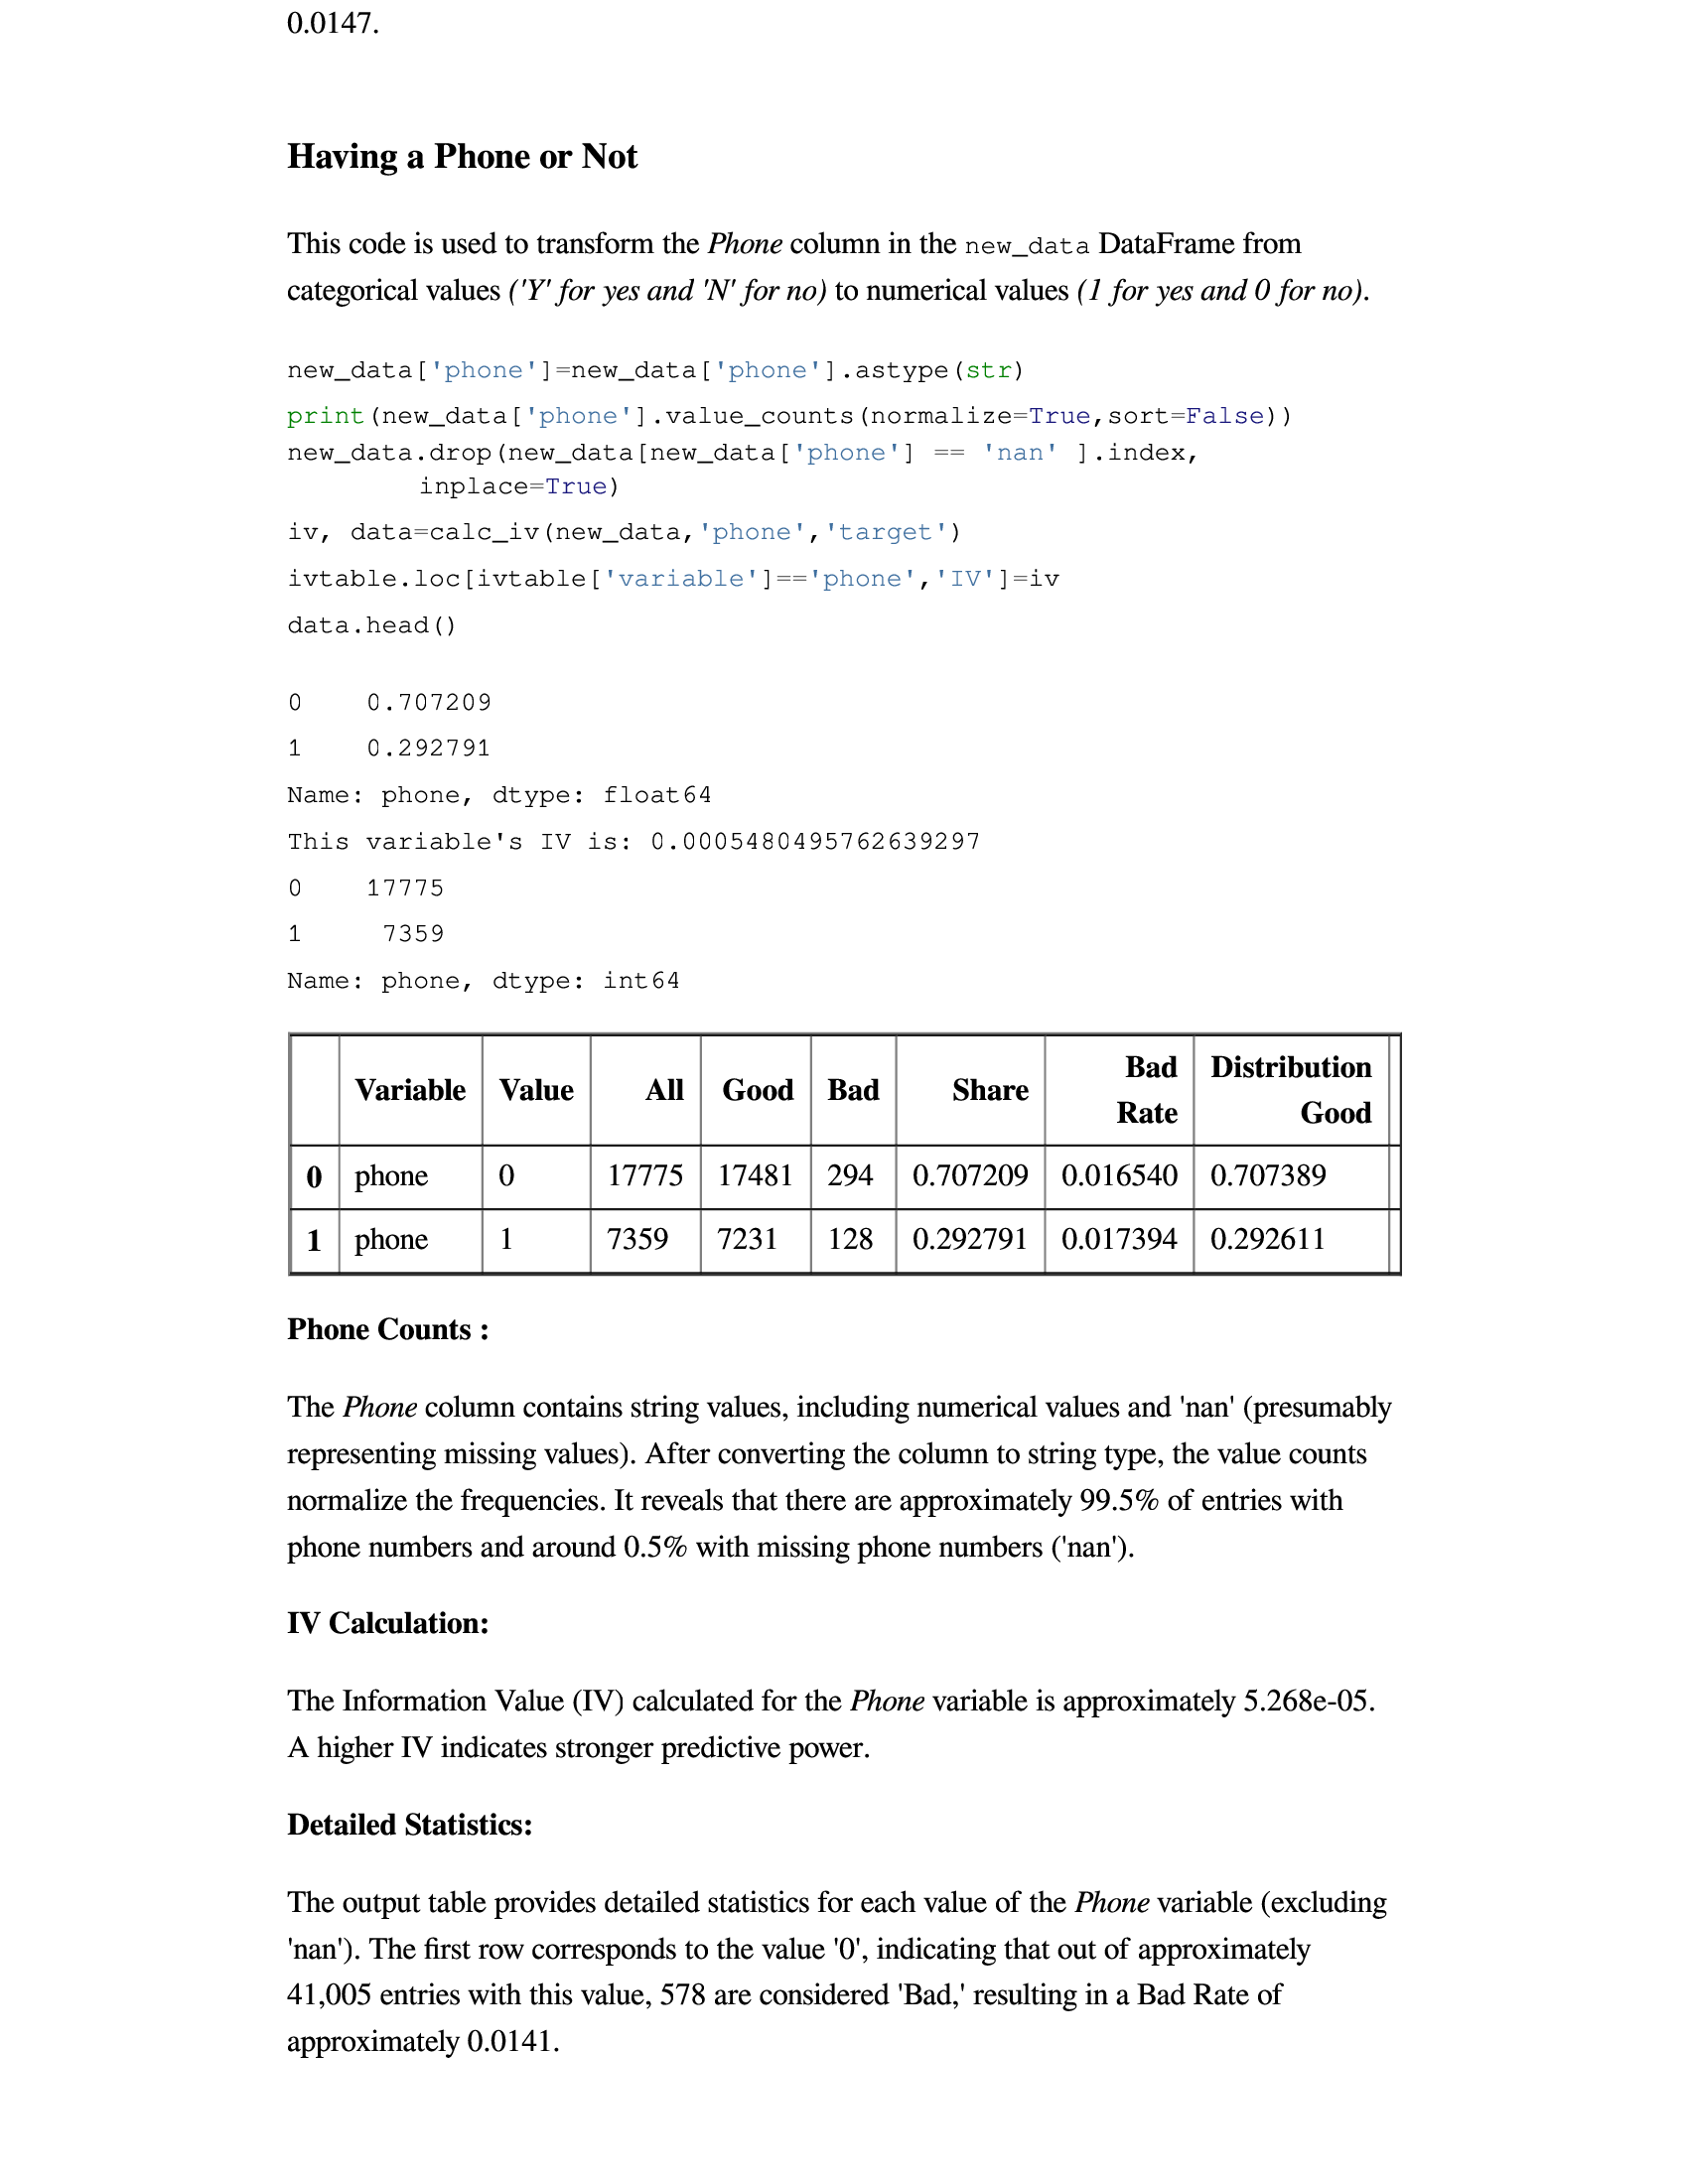 0.0147.
Having a Phone or Not
This code is used to transform the Phone column in the new_data DataFrame from
categorical values ('Y' for yes and 'N' for no) to numerical values (1 for yes and 0 for no).
new_data['phone']=new_data['phone'].astype(str)
print(new_data['phone'].value_counts(normalize=True,sort=False))
new_data.drop(new_data[new_data['phone'] == 'nan' ].index,
inplace=True)
iv, data=calc_iv(new_data,'phone','target')
ivtable.loc[ivtable['variable']=='phone','IV']=iv
data.head()
0    0.707209
1    0.292791
Name: phone, dtype: float64
This variable's IV is: 0.0005480495762639297
0    17775
1     7359
Name: phone, dtype: int64
Variable Value All Good Bad Share Bad Rate Distribution Good
0 phone 0 17775 17481 294 0.707209 0.016540 0.707389
1 phone 1 7359 7231 128 0.292791 0.017394 0.292611
Phone Counts :
The Phone column contains string values, including numerical values and 'nan' (presumably
representing missing values). After converting the column to string type, the value counts
normalize the frequencies. It reveals that there are approximately 99.5% of entries with
phone numbers and around 0.5% with missing phone numbers ('nan').
IV Calculation:
The Information Value (IV) calculated for the Phone variable is approximately 5.268e-05.
A higher IV indicates stronger predictive power.
Detailed Statistics:
The output table provides detailed statistics for each value of the Phone variable (excluding
'nan'). The first row corresponds to the value '0', indicating that out of approximately
41,005 entries with this value, 578 are considered 'Bad,' resulting in a Bad Rate of
approximately 0.0141.